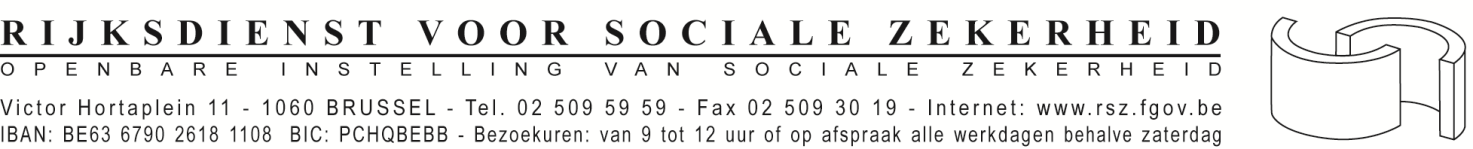 RIJKSDIENST VOOR SOCIALE ZEKERHEID
OPENBARE INSTELLING VAN SOCIALE ZEKERHEID
Victor Hortaplein 11 - 1060 BRUSSEL - Tel. 02 509 59 59 - Fax 02 509 30 19 - Internet: www.rsz.fgov.be
IBAN: BE63 6790 2618 1108 BIC: PCHQBEBB - Bezoekuren: van 9 tot 12 uur of op afspraak alle werkdagen behalve zaterdag